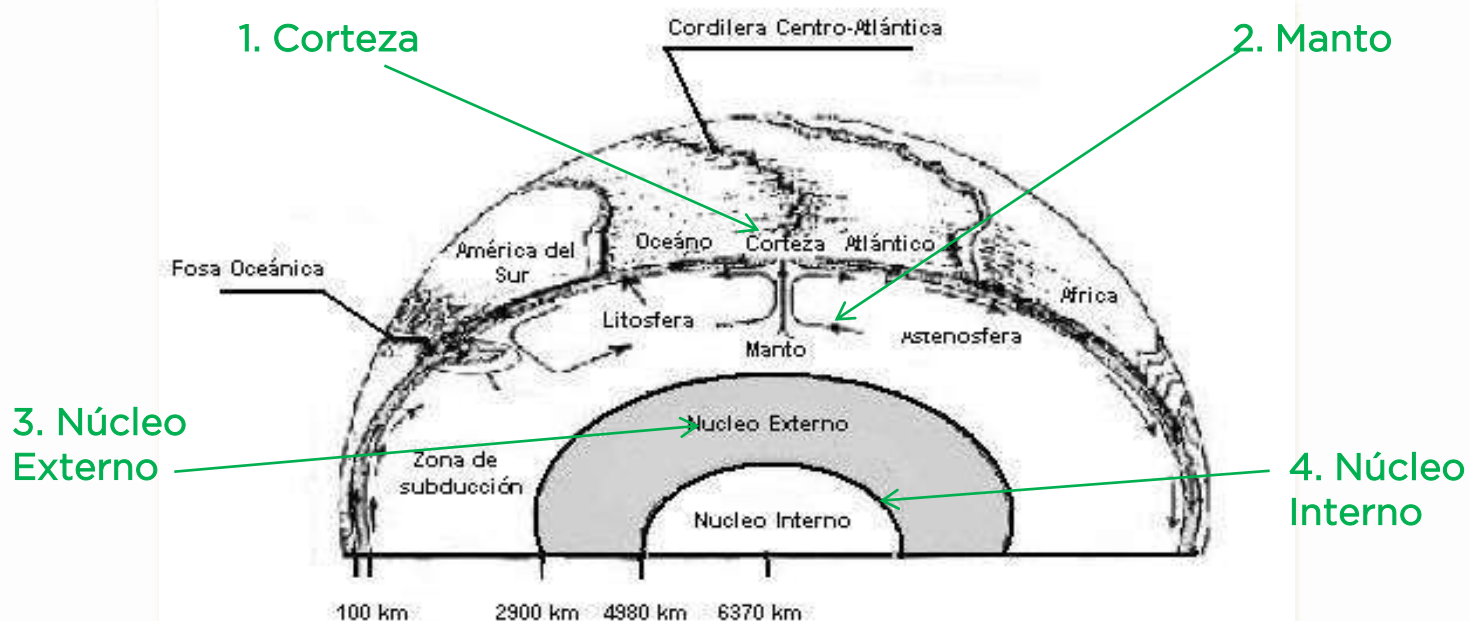 1. Corteza
Cordilera Centro-Atlántica
2. Manto
Fosa Oceánica
América del
Sur
Oceáno
Corteza
Atlántico
Africa
Litosfera
Astenosfera
Manto
3. Núcleo
Externo
Nucleo Externo
Zona de
subducción
4. Núcleo
Interno
Nucleo Interno
100 km
2900 km
4980 km
6370 km